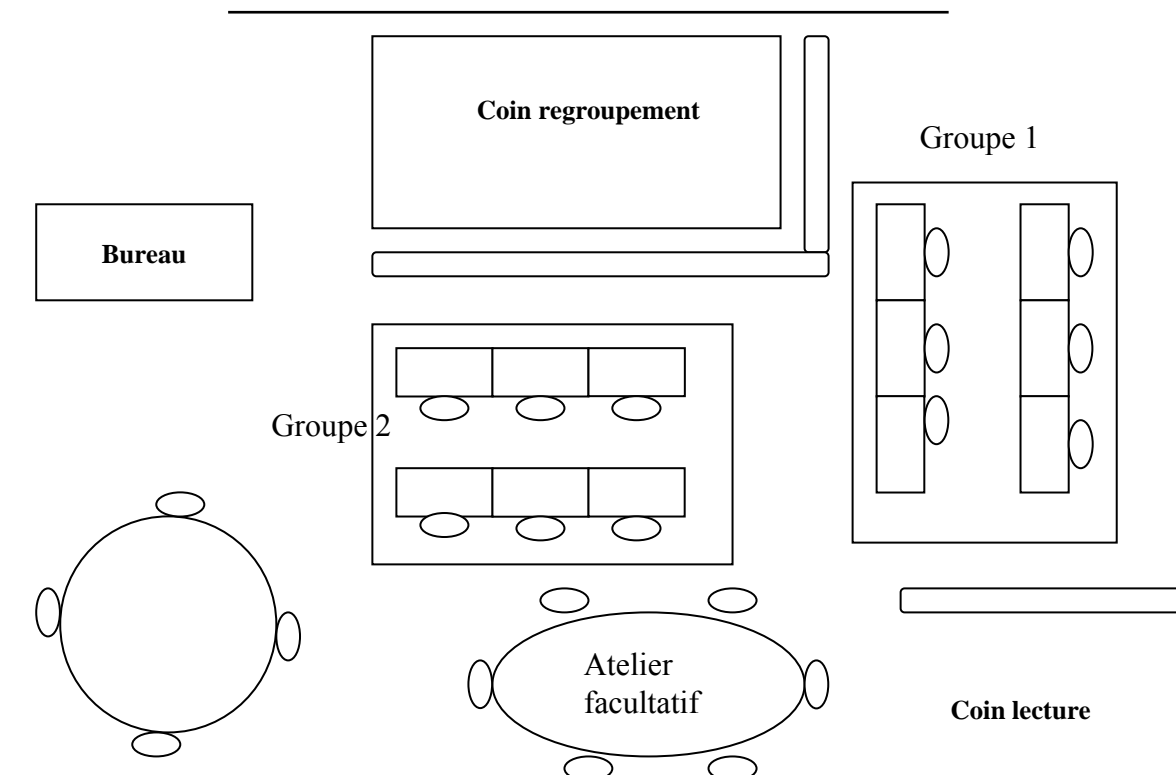 Coin regroupement
Groupe 1
Bureau
Groupe 2
Atelier
facultatif
Coin lecture